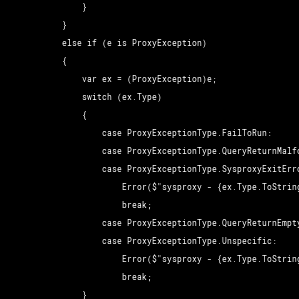 }
}
else if (e is ProxyException)
{
var ex = (ProxyException)e;
switch (ex.Type)
{
case ProxyExceptionType.FailToRun:
case ProxyExceptionType.QueryReturnMalfo
case ProxyExceptionType.SysproxyExitErro
Error($"sysproxy - {ex.Type.ToString
break;
case ProxyExceptionType.QueryReturnEmpty
case ProxyExceptionType.Unspecific:
Error($"sysproxy - {ex.Type.ToString
break;
}